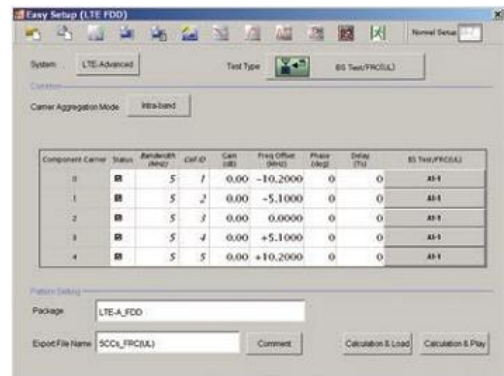 Easy Setup (LTE FDD)
Normal Setup
System LTE-Advanced Test Type BS Test/FRC(UL)
Common
Carrier Aggregation Mode Intra-band
Component Carrier Status Bandwidth (MHz) Cell ID Gain (dB) Freq Offset (MHz) Phase (deg) Delay (Ts) BS Test/FRC(UL)
0 5 1 0.00 -10.2000 0 0 A1-1
1 5 2 0.00 -5.1000 0 0 A1-1
2 5 3 0.00 0.0000 0 0 A1-1
3 5 4 0.00 +5.1000 0 0 A1-1
4 5 5 0.00 +10.2000 0 0 A1-1
Pattern Setting
Package LTE-A_FDD
Export File Name 5CCs_FRC(UL) Comment Calculation & Load Calculation & Play